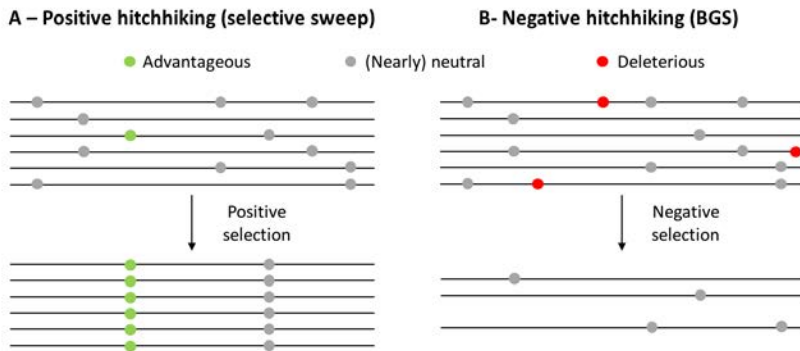 A – Positive hitchhiking (selective sweep)
B- Negative hitchhiking (BGS)
Advantageous
(Nearly) neutral
Deleterious
Positive
selection
Negative
selection